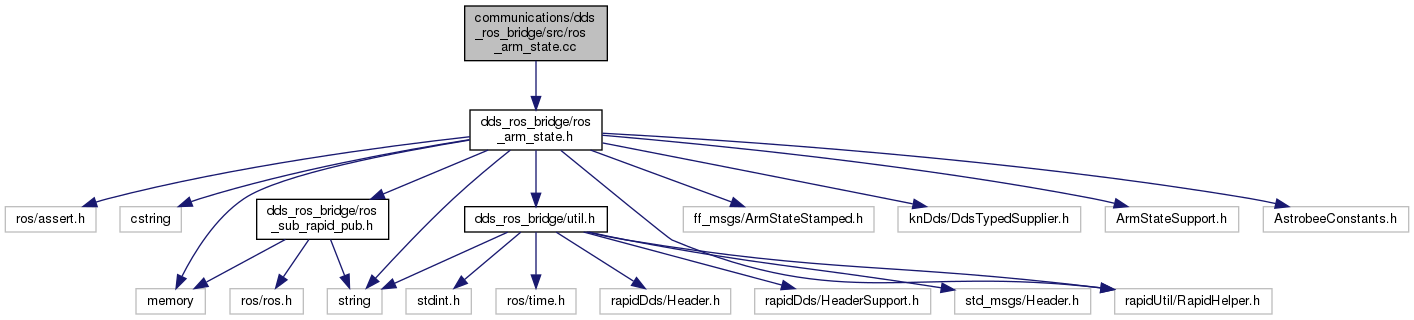 communications/dds
_ros_bridge/src/ros
_arm_state.cc
dds_ros_bridge/ros
_arm_state.h
ros/assert.h
cstring
dds_ros_bridge/ros
_sub_rapid_pub.h
dds_ros_bridge/util.h
ff_msgs/ArmStateStamped.h
knDds/DdsTypedSupplier.h
ArmStateSupport.h
AstrobeeConstants.h
memory
ros/ros.h
string
stdint.h
ros/time.h
rapidDds/Header.h
rapidDds/HeaderSupport.h
std_msgs/Header.h
rapidUtil/RapidHelper.h